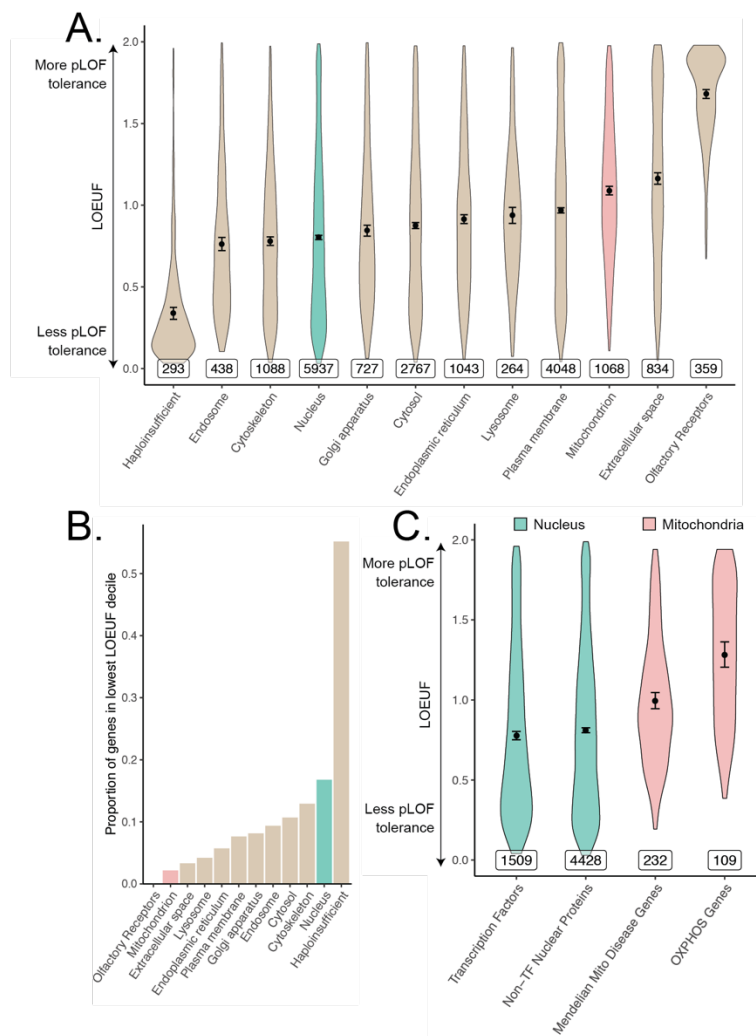 A.
2.0
More pLOF
tolerance
1.5
LOEUF
1.0
0.5
Less pLOF
tolerance
0.0
293 438 1088 5937 727 2767 1043 264 4048 1068 834 359
Haploinsufficient
Endosome
Cytoskeleton
Nucleus
Golgi apparatus
Cytosol
Endoplasmic reticulum
Lysosome
Plasma membrane
Mitochondrion
Extracellular space
Olfactory Receptors
B.
Proportion of genes in lowest LOEUF decile
0.5
0.4
0.3
0.2
0.1
0.0
Olfactory Receptors
Mitochondrion
Extracellular space
Lysosome
Endoplasmic reticulum
Plasma membrane
Golgi apparatus
Endosome
Cytosol
Cytoskeleton
Nucleus
Haploinsufficient
C.
Nucleus Mitochondria
2.0
More pLOF
tolerance
1.5
LOEUF
1.0
0.5
Less pLOF
tolerance
0.0
1509 4428 232 109
Transcription Factors
Non-TF Nuclear Proteins
Mendelian Mito Disease Genes
OXPHOS Genes